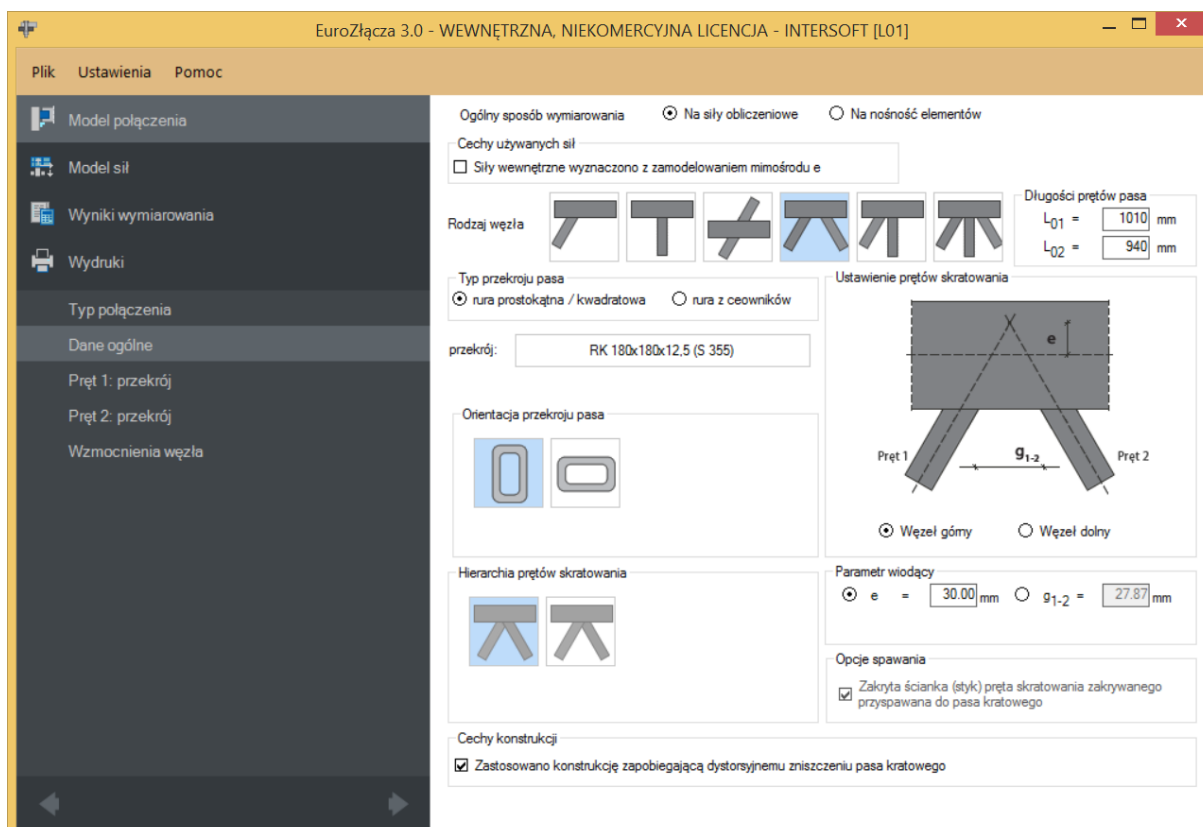 EuroZłącza 3.0 - WEWNĘTRZNA, NIEKOMERCYJNA LICENCJA - INTERSOFT [L01]
Plik Ustawienia Pomoc
Model połączenia
Model sił
Wyniki wymiarowania
Wydruki
Typ połączenia
Dane ogólne
Pręt 1: przekrój
Pręt 2: przekrój
Wzmocnienia węzła
Ogólny sposób wymiarowania Na siły obliczeniowe Na nośność elementów
Cechy używanych sił
Siły wewnętrzne wyznaczono z zamodelowaniem mimośrodu e
Rodzaj węzła
Długości prętów pasa
L01 = 1010 mm
L02 = 940 mm
Typ przekroju pasa
rura prostokątna / kwadratowa rura z ceowników
przekrój: RK 180x180x12,5 (S 355)
Orientacja przekroju pasa
Ustawienie prętów skratowania
e
Pręt 1 g1-2 Pręt 2
Węzeł górny Węzeł dolny
Hierarchia prętów skratowania
Parametr wiodący
e = 30.00 mm g1-2 = 27.87 mm
Opcje spawania
Zakryta ścianka (styk) pręta skratowania zakrywanego
przyspawana do pasa kratowego
Cechy konstrukcji
Zastosowano konstrukcję zapobiegającą dystorsyjnemu zniszczeniu pasa kratowego